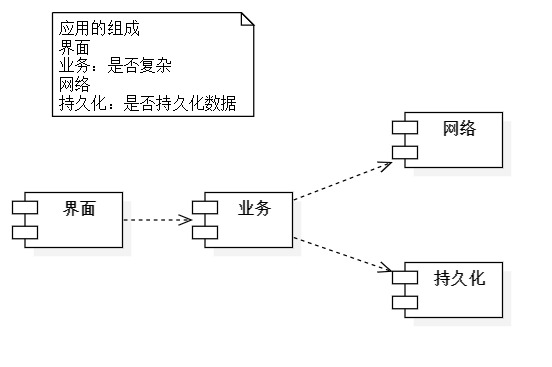 应用的组成
界面
业务：是否复杂
网络
持久化：是否持久化数据
网络
界面
业务
持久化